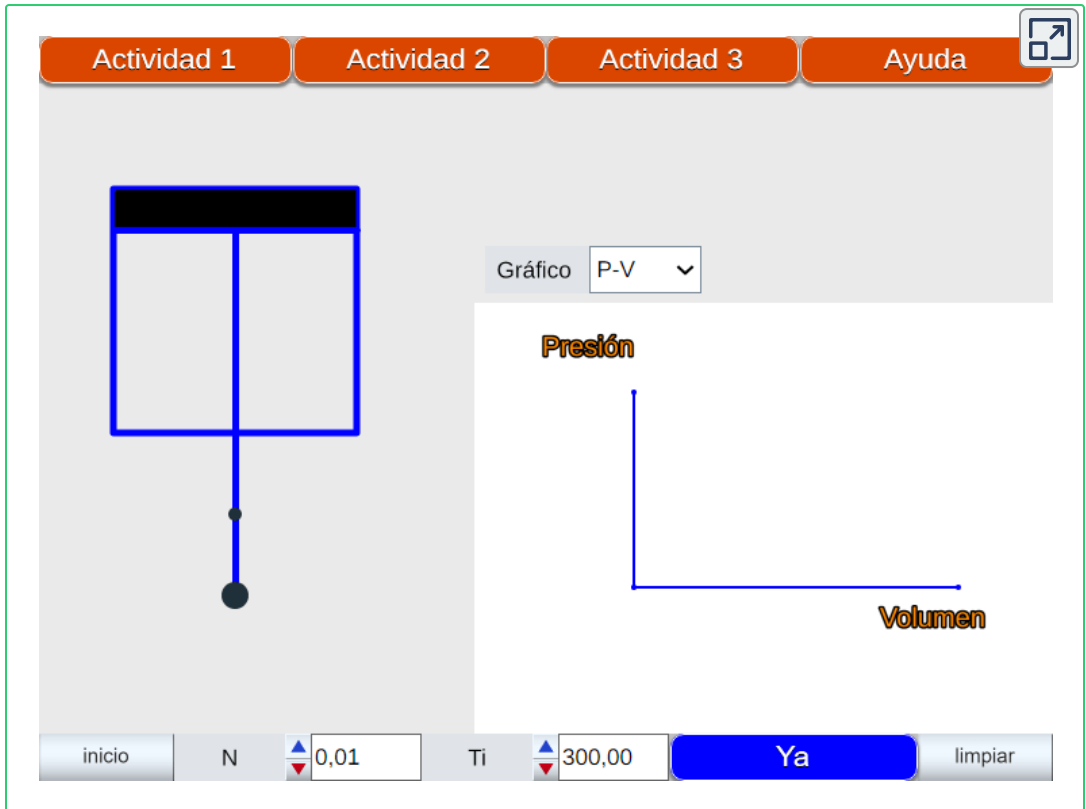 Actividad 1 Actividad 2 Actividad 3 Ayuda
Gráfico P-V
Presión
Volumen
inicio N 0,01 Ti 300,00 Ya limpiar